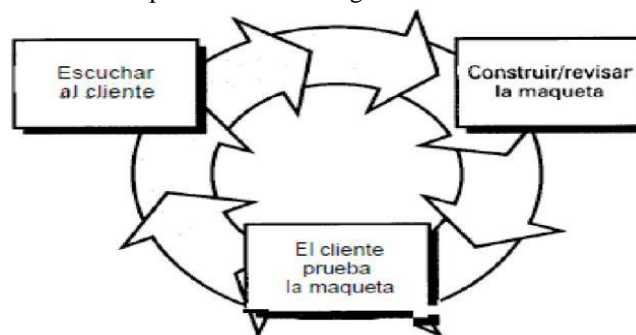 Escuchar
al cliente
Construir/revisar
la maqueta
El cliente
prueba
la maqueta